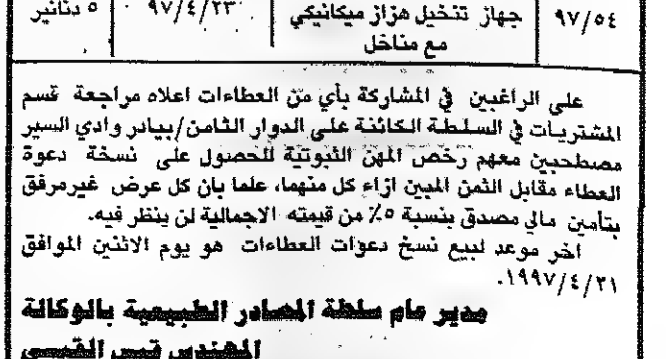 ٩٧/٥٤ جهاز تنخيل هزاز ميكانيكي ٩٧/٤/٢٣ ٥ دنانير
مع مناخل
على الراغبين في المشاركة بأي من العطاءات اعلاه مراجعة قسم
المشتريات في السلطة الكائنة على الدوار الثامن/بيادر وادي السير
مصطحبين معهم رخص المهن الثبوتية للحصول على نسخة دعوة
العطاء مقابل الثمن المبين ازاء كل منهما، علما بان كل عرض غيرمرفق
بتأمين مالي مصدق بنسبة ٥٪ من قيمته الاجمالية لن ينظر فيه.
اخر موعد لبيع نسخ دعوات العطاءات هو يوم الاثنين الموافق
١٩٩٧/٤/٢١.
مدير عام سلطة المصادر الطبيعية بالوكالة
المهندس قيس القيسي